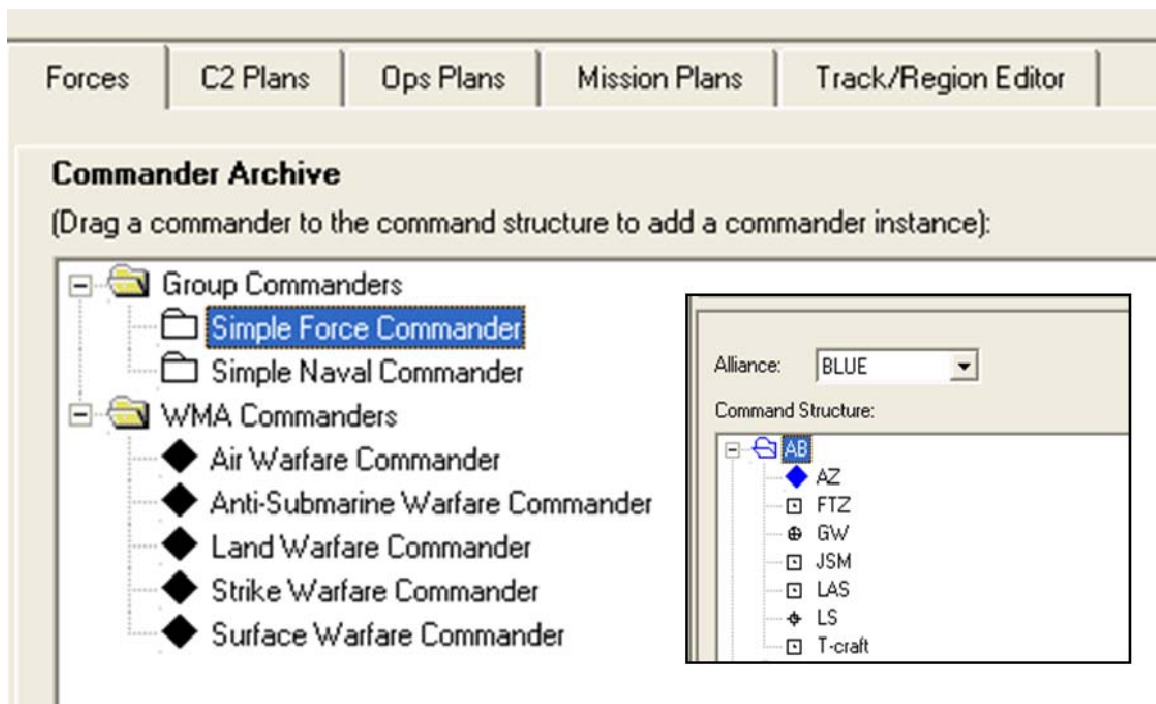 Forces
C2 Plans
Ops Plans
Mission Plans
Track/Region Editor
Commander Archive
(Drag a commander to the command structure to add a commander instance):
Group Commanders
Simple Force Commander
Simple Naval Commander
WMA Commanders
Air Warfare Commander
Anti-Submarine Warfare Commander
Land Warfare Commander
Strike Warfare Commander
Surface Warfare Commander
Alliance: BLUE
Command Structure:
AB
AZ
FTZ
GW
JSM
LAS
LS
T-craft